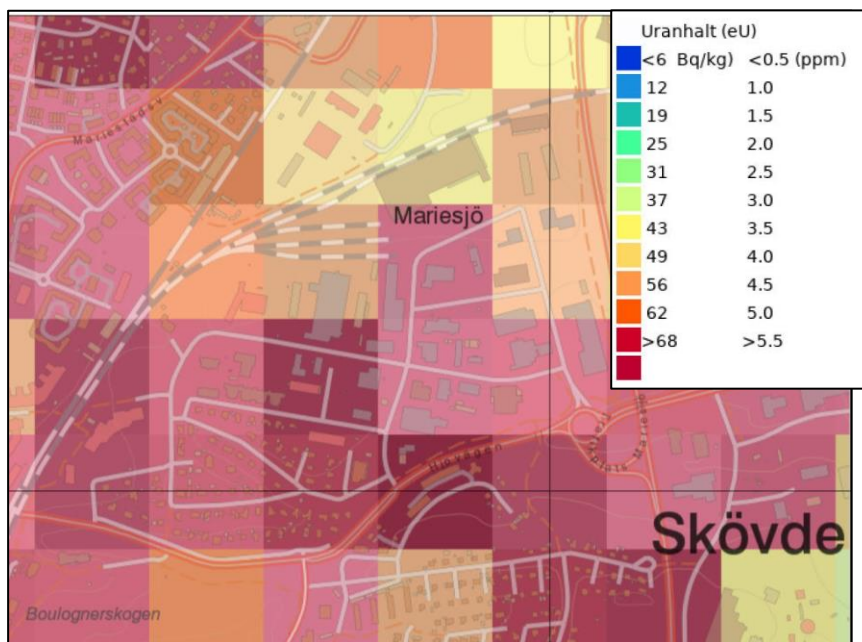 Uranhalt (eU)
<6 Bq/kg) <0.5 (ppm)
12 1.0
19 1.5
25 2.0
31 2.5
37 3.0
43 3.5
49 4.0
56 4.5
62 5.0
>68 >5.5
Mariestadsv
Mariesjö
Hjovägen
Skövde
Boulognerskogen